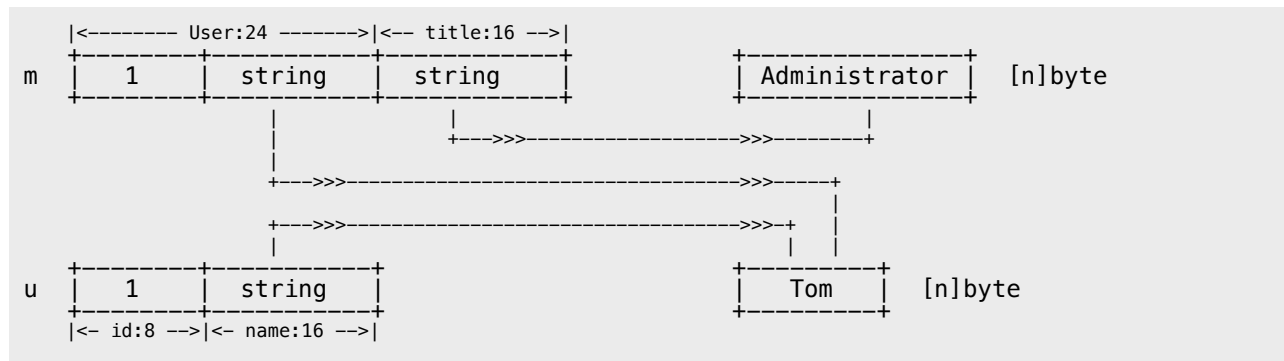 |<-------- User:24 ------->|<-- title:16 -->|
+---------+-------------+--------------+ +-----------------+
m | 1 | string | string | | Administrator | [n]byte
+---------+-------------+--------------+ +-----------------+
| | |
| +--->>>------------------->>>--------+
|
+--->>>----------------------------------->>>-----+
|
+--->>>----------------------------------->>>-+ |
| | |
+---------+-------------+ +----------+
u | 1 | string | | Tom | [n]byte
+---------+-------------+ +----------+
|<- id:8 -->|<- name:16 -->|